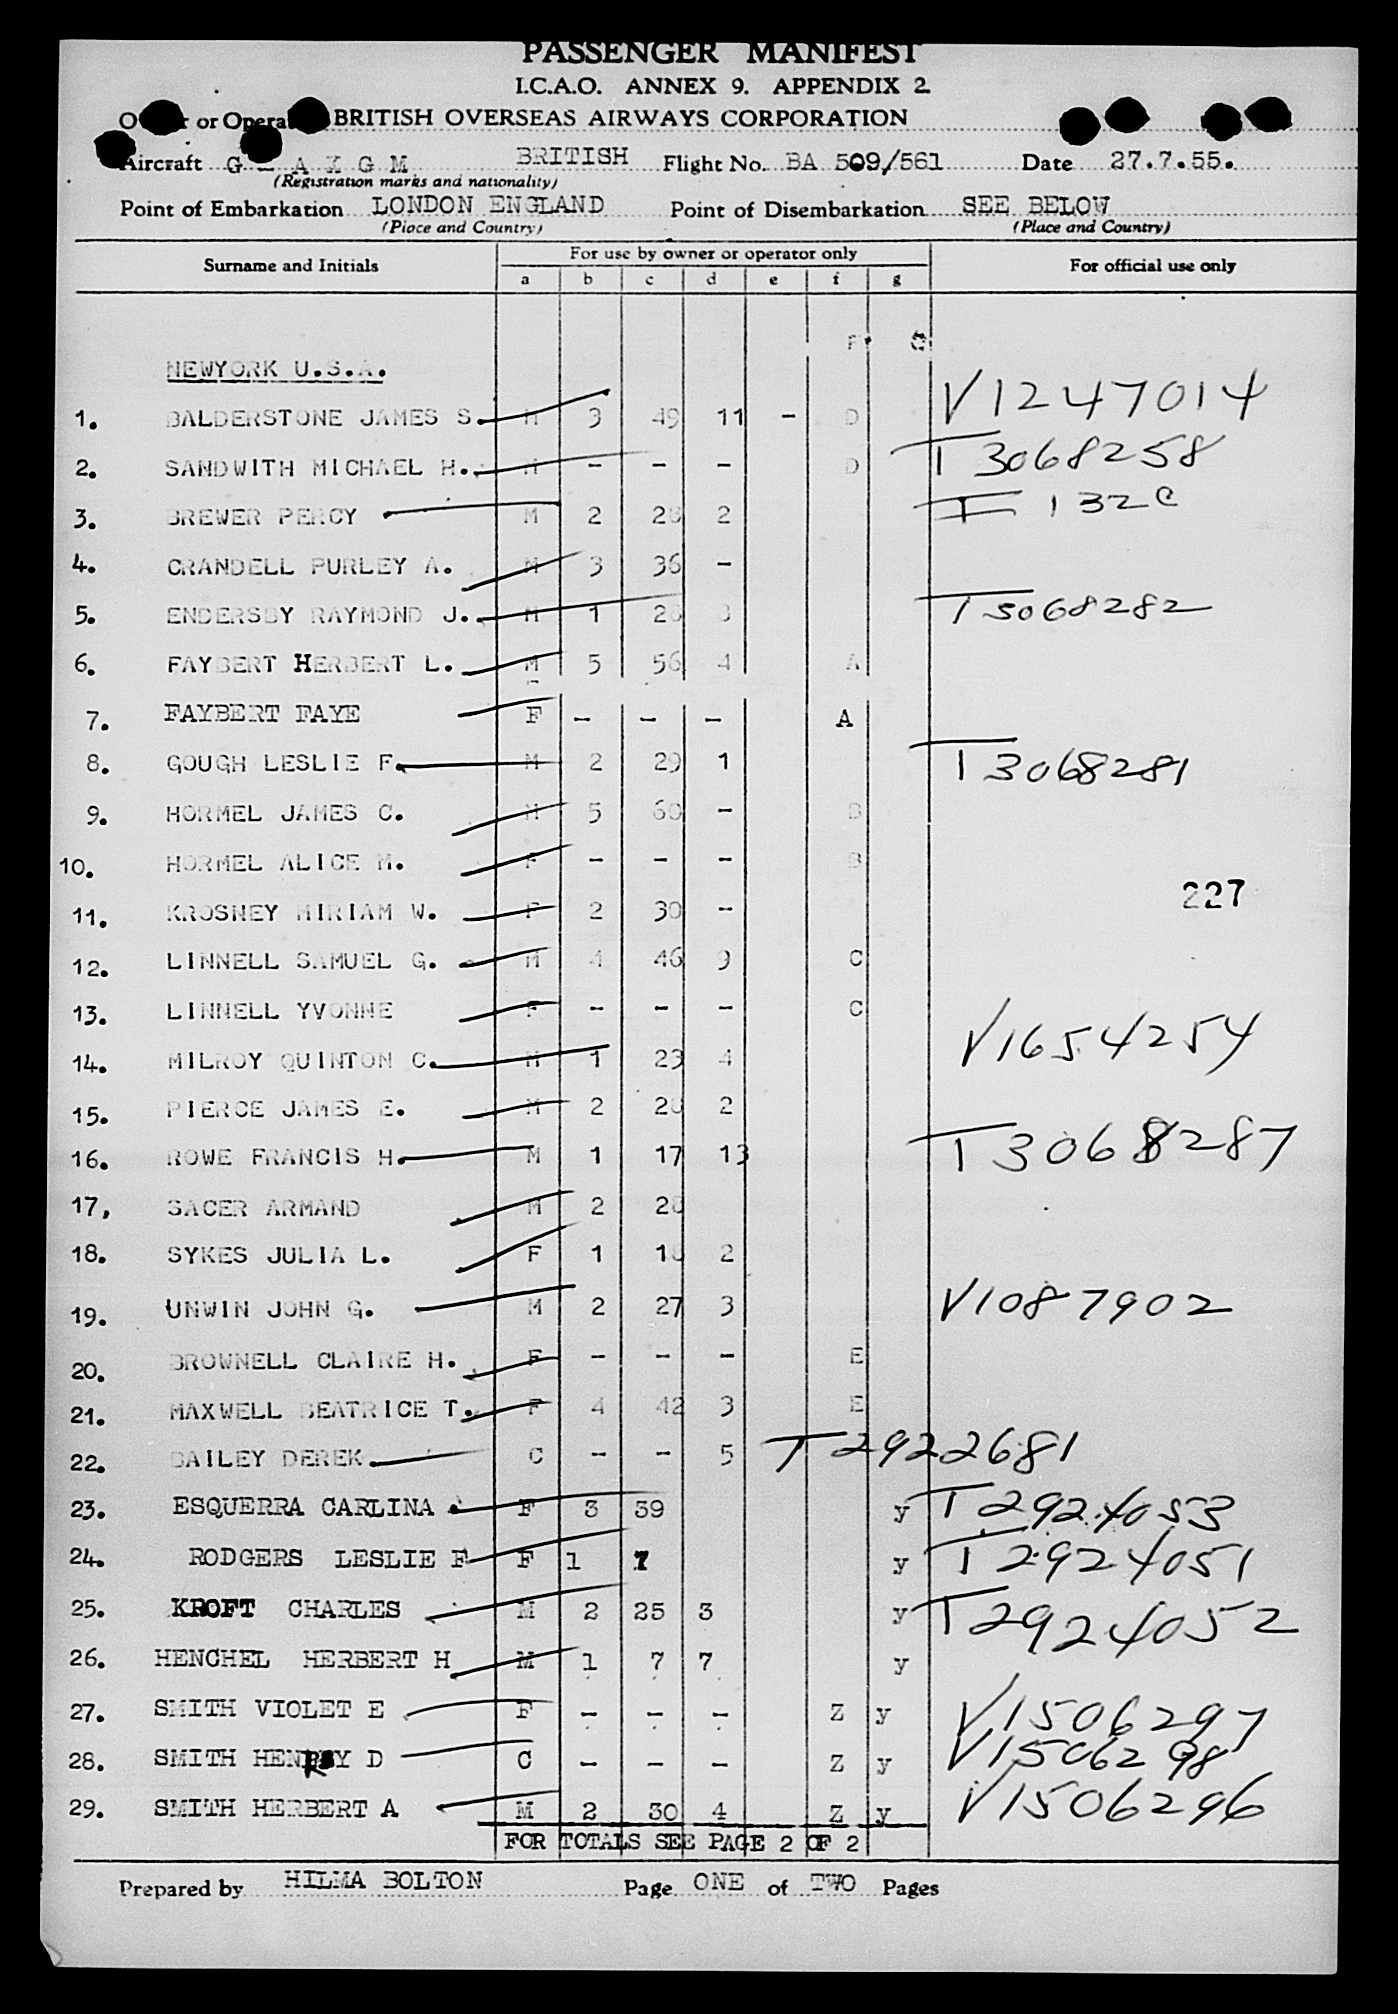 PASSENGER MANIFEST
I.C.A.O. ANNEX 9. APPENDIX 2.
or Operat BRITISH OVERSEAS AIRWAYS CORPORATION
Aircraft G - A K G M BRITISH Flight No. BA 509/561 Date 27.7.55.
(Registration marks and nationality)
Point of Embarkation LONDON ENGLAND Point of Disembarkation SEE BELOW
(Place and Country) (Place and Country)
Surname and Initials For use by owner or operator only For official use only
a b c d e f g
F. G
NEWYORK U.S.A.
1. BALDERSTONE JAMES S. M 3 49 11 - D V1247014
2. SANDWITH MICHAEL H. M - - - D T3068258
3. BREWER PERCY M 2 28 2 I 132C
4. CRANDELL PURLEY A. M 3 36 -
5. ENDERSBY RAYMOND J. M 1 28 3 T3068282
6. FAYBERT HERBERT L. M 5 56 4 A
7. FAYBERT FAYE F - - - A
8. GOUGH LESLIE F. M 2 29 1 T3068281
9. HORMEL JAMES C. M 5 60 - B
10. HORMEL ALICE M. F - - - B
11. KROSNEY MIRIAM W. F 2 30 -
227
12. LINNELL SAMUEL G. M 4 46 9 C
13. LINNELL YVONNE F - - - C
14. MILROY QUINTON C. M 1 23 4 V1654254
15. PIERCE JAMES E. M 2 28 2
16. ROWE FRANCIS H. M 1 17 13 T3068287
17, SACER ARMAND M 2 28
18. SYKES JULIA L. F 1 18 2
19. UNWIN JOHN G. M 2 27 3 V1087902
20. BROWNELL CLAIRE H. F - - - E
21. MAXWELL BEATRICE T. F 4 42 3 E
22. BAILEY DEREK C - - 5 T2922681
23. ESQUERRA CARLINA . F 3 39 y T2924053
24. RODGERS LESLIE F F 1 7 y T2924051
25. KROFT CHARLES M 2 25 3 y T2924052
26. HENCHEL HERBERT H M 1 7 7 y
27. SMITH VIOLET E F - - - Z y V1506297
28. SMITH HENRY D C - - - Z y V1506298
29. SMITH HERBERT A M 2 30 4 Z y V1506296
FOR TOTALS SEE PAGE 2 OF 2
Prepared by HILMA BOLTON Page ONE of TWO Pages